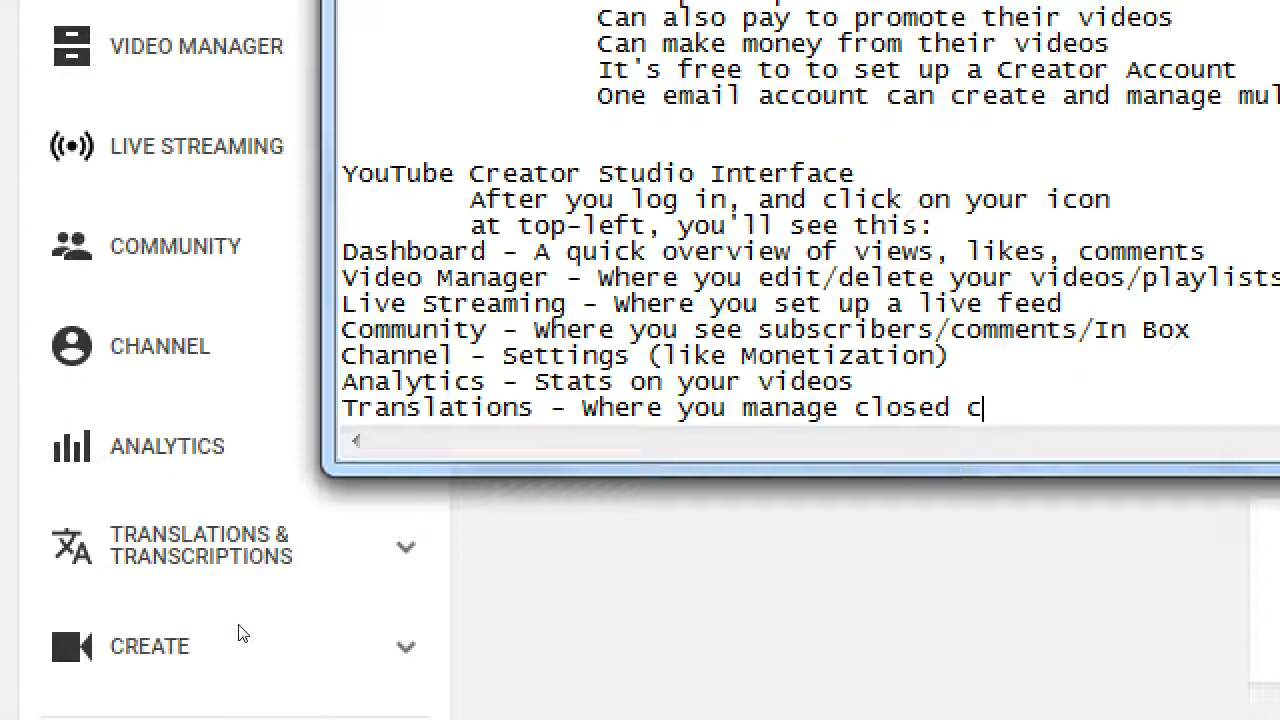 VIDEO MANAGER
LIVE STREAMING
COMMUNITY
CHANNEL
ANALYTICS
TRANSLATIONS &
TRANSCRIPTIONS
CREATE
Can also pay to promote their videos
Can make money from their videos
It's free to to set up a Creator Account
One email account can create and manage mul
YouTube Creator Studio Interface
After you log in, and click on your icon
at top-left, you'll see this:
Dashboard - A quick overview of views, likes, comments
Video Manager - Where you edit/delete your videos/playlists
Live Streaming - Where you set up a live feed
Community - Where you see subscribers/comments/In Box
Channel - Settings (like Monetization)
Analytics - Stats on your videos
Translations - Where you manage closed c